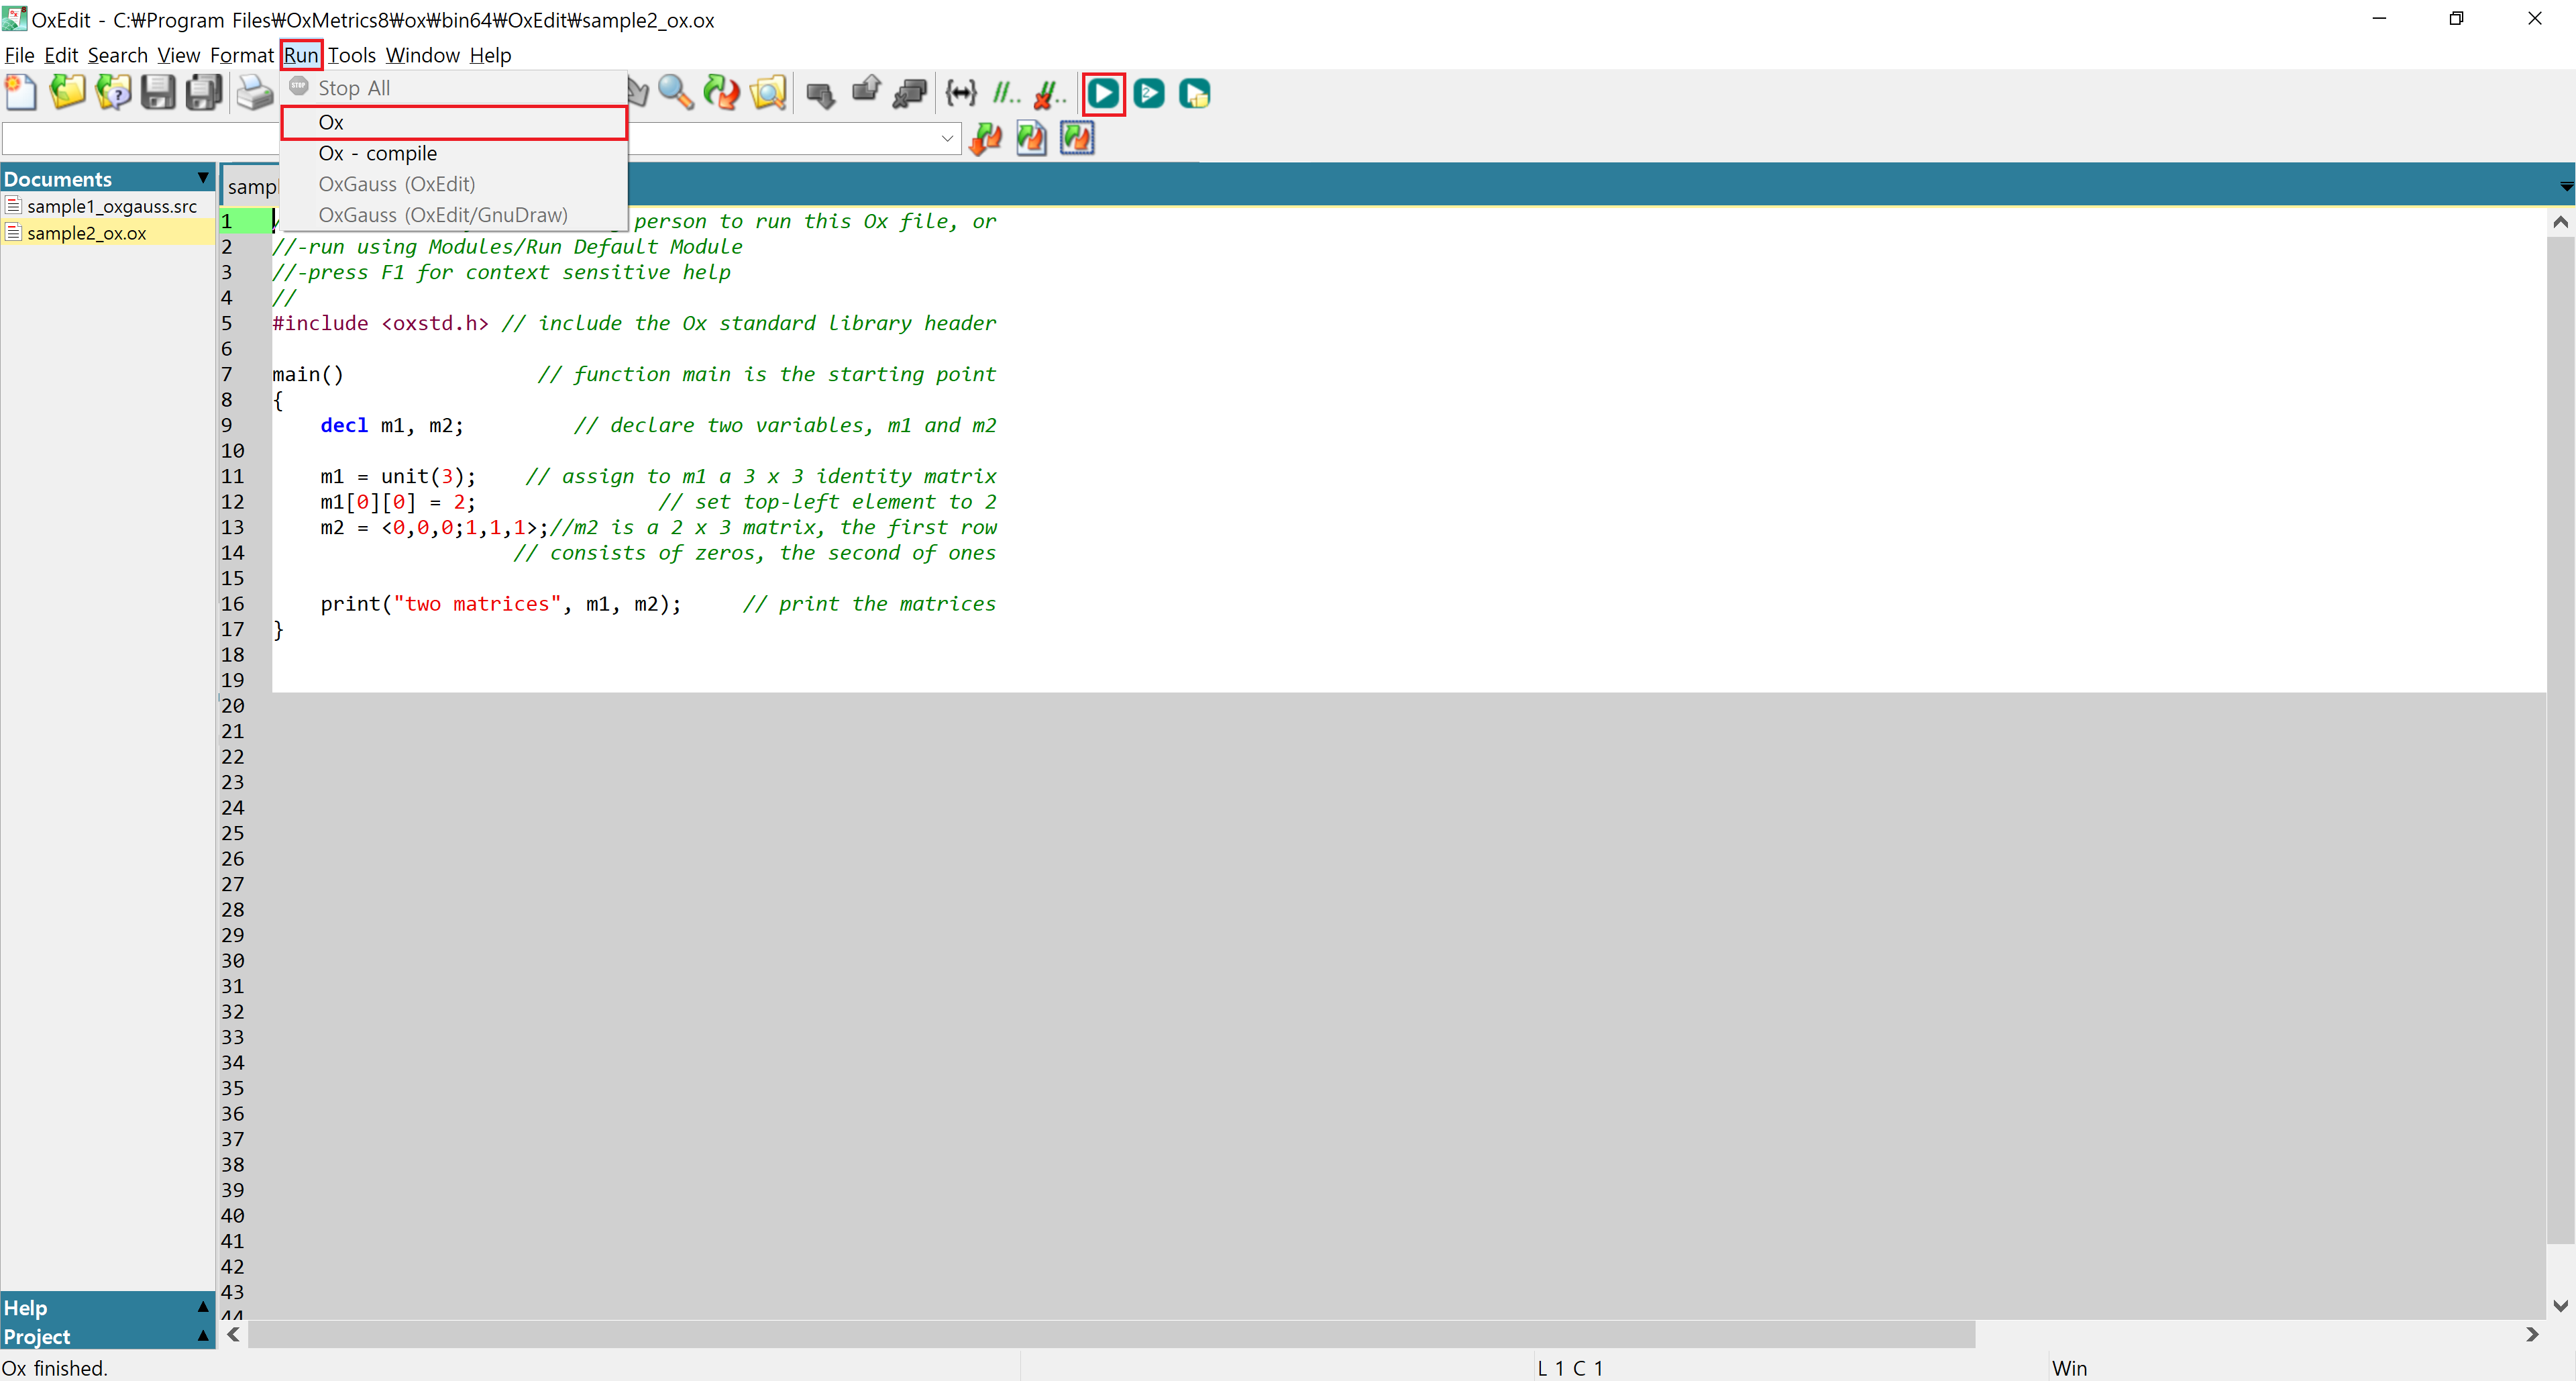 OxEdit - C:₩Program Files₩OxMetrics8₩ox₩bin64₩OxEdit₩sample2_ox.ox
File Edit Search View Format Run Tools Window Help
STOP Stop All
Ox
Ox - compile
OxGauss (OxEdit)
OxGauss (OxEdit/GnuDraw)
Documents
sample1_oxgauss.src
sample2_ox.ox
1 person to run this Ox file, or
2 //-run using Modules/Run Default Module
3 //-press F1 for context sensitive help
4 //
5 #include <oxstd.h> // include the Ox standard library header
6
7 main() // function main is the starting point
8 {
9 decl m1, m2; // declare two variables, m1 and m2
10
11 m1 = unit(3); // assign to m1 a 3 x 3 identity matrix
12 m1[0][0] = 2; // set top-left element to 2
13 m2 = <0,0,0;1,1,1>;//m2 is a 2 x 3 matrix, the first row
14 // consists of zeros, the second of ones
15
16 print("two matrices", m1, m2); // print the matrices
17 }
18
19
20
21
22
23
24
25
26
27
28
29
30
31
32
33
34
35
36
37
38
39
40
41
42
43
44
Help
Project
Ox finished.
L 1 C 1
Win